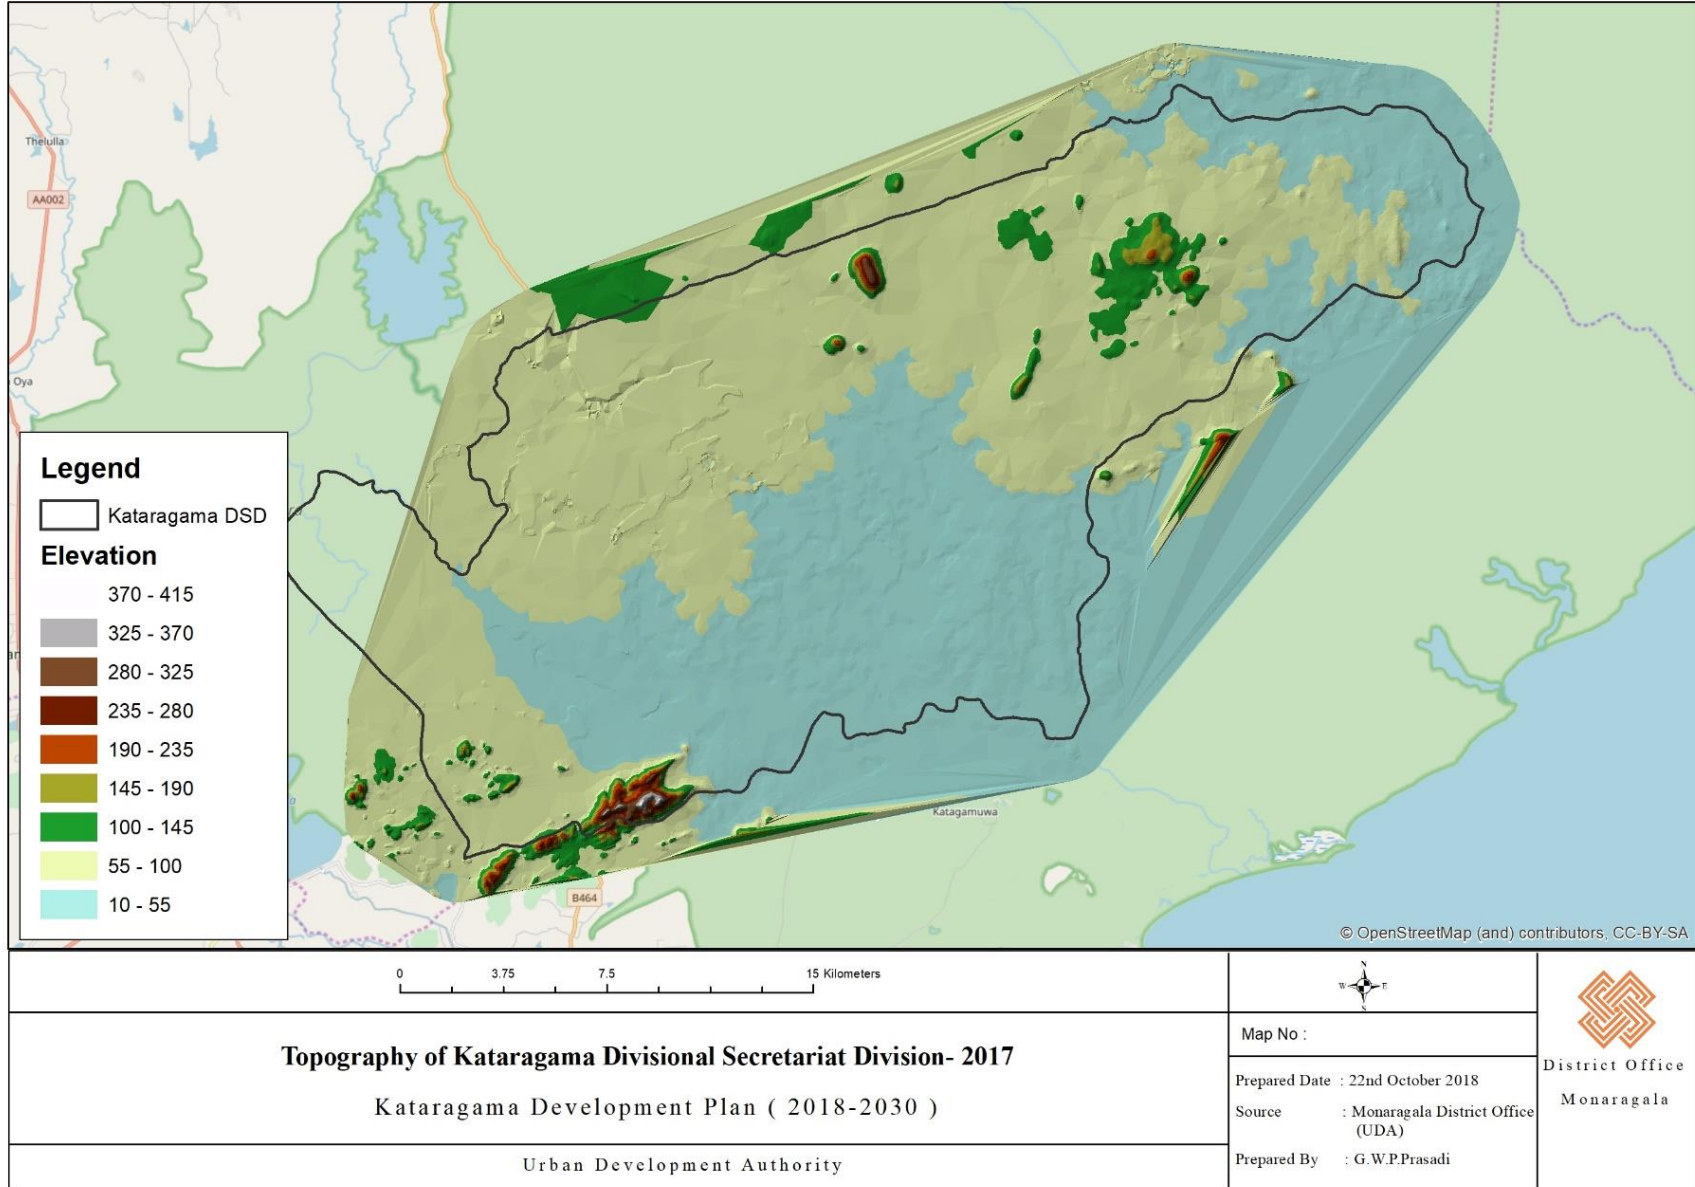 Thelulla
AA002
Oya
Legend
Kataragama DSD
Elevation
370 - 415
325 - 370
280 - 325
235 - 280
190 - 235
145 - 190
100 - 145
55 - 100
10 - 55
Katagamuwa
B464
© OpenStreetMap (and) contributors, CC-BY-SA
0 3.75 7.5 15 Kilometers
N
W E
S
Topography of Kataragama Divisional Secretariat Division- 2017
Kataragama Development Plan ( 2018-2030 )
Urban Development Authority
Map No :
Prepared Date : 22nd October 2018
Source : Monaragala District Office
(UDA)
Prepared By : G.W.P.Prasadi
District Office
Monaragala